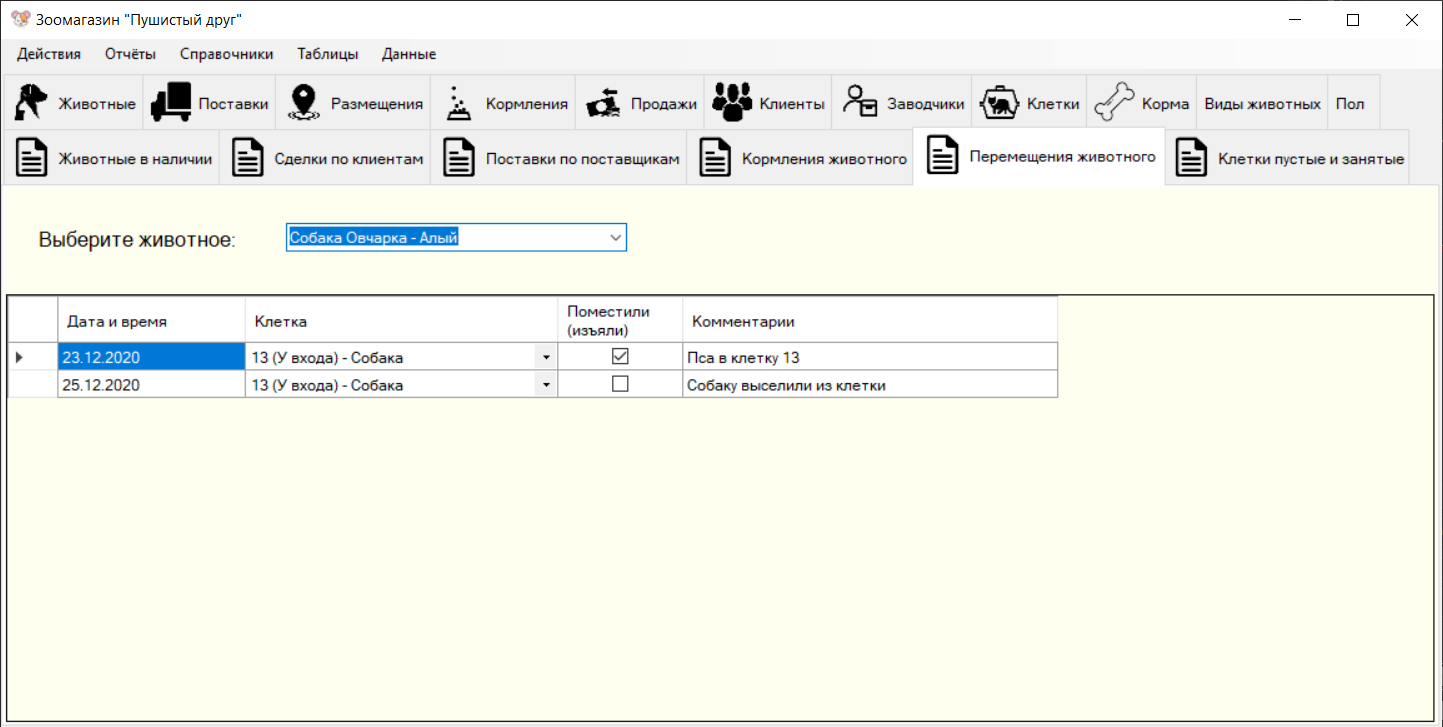 Зоомагазин "Пушистый друг"
Действия Отчёты Справочники Таблицы Данные
Животные Поставки Размещения Кормления Продажи Клиенты Заводчики Клетки Корма Виды животных Пол
Животные в наличии Сделки по клиентам Поставки по поставщикам Кормления животного Перемещения животного Клетки пустые и занятые
Выберите животное: Собака Овчарка - Алый
Дата и время Клетка Поместили (изъяли) Комментарии
23.12.2020 13 (У входа) - Собака Пса в клетку 13
25.12.2020 13 (У входа) - Собака Собаку выселили из клетки